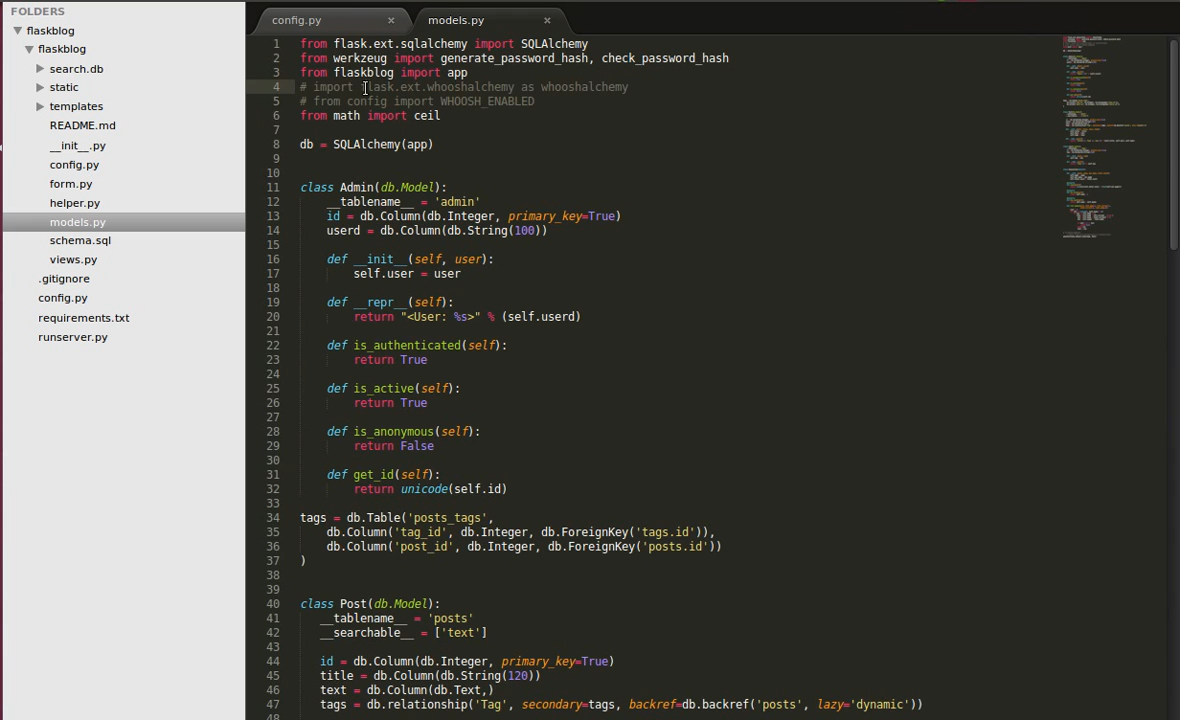 FOLDERS
flaskblog
flaskblog
search.db
static
templates
README.md
__init__.py
config.py
form.py
helper.py
models.py
schema.sql
views.py
.gitignore
config.py
requirements.txt
runserver.py
config.py × models.py ×
1 from flask.ext.sqlalchemy import SQLAlchemy
2 from werkzeug import generate_password_hash, check_password_hash
3 from flaskblog import app
4 # import flask.ext.whooshalchemy as whooshalchemy
5 # from config import WHOOSH_ENABLED
6 from math import ceil
7
8 db = SQLAlchemy(app)
9
10
11 class Admin(db.Model):
12 __tablename__ = 'admin'
13 id = db.Column(db.Integer, primary_key=True)
14 userd = db.Column(db.String(100))
15
16 def __init__(self, user):
17 self.user = user
18
19 def __repr__(self):
20 return "<User: %s>" % (self.userd)
21
22 def is_authenticated(self):
23 return True
24
25 def is_active(self):
26 return True
27
28 def is_anonymous(self):
29 return False
30
31 def get_id(self):
32 return unicode(self.id)
33
34 tags = db.Table('posts_tags',
35 db.Column('tag_id', db.Integer, db.ForeignKey('tags.id')),
36 db.Column('post_id', db.Integer, db.ForeignKey('posts.id'))
37 )
38
39
40 class Post(db.Model):
41 __tablename__ = 'posts'
42 __searchable__ = ['text']
43
44 id = db.Column(db.Integer, primary_key=True)
45 title = db.Column(db.String(120))
46 text = db.Column(db.Text,)
47 tags = db.relationship('Tag', secondary=tags, backref=db.backref('posts', lazy='dynamic'))
48